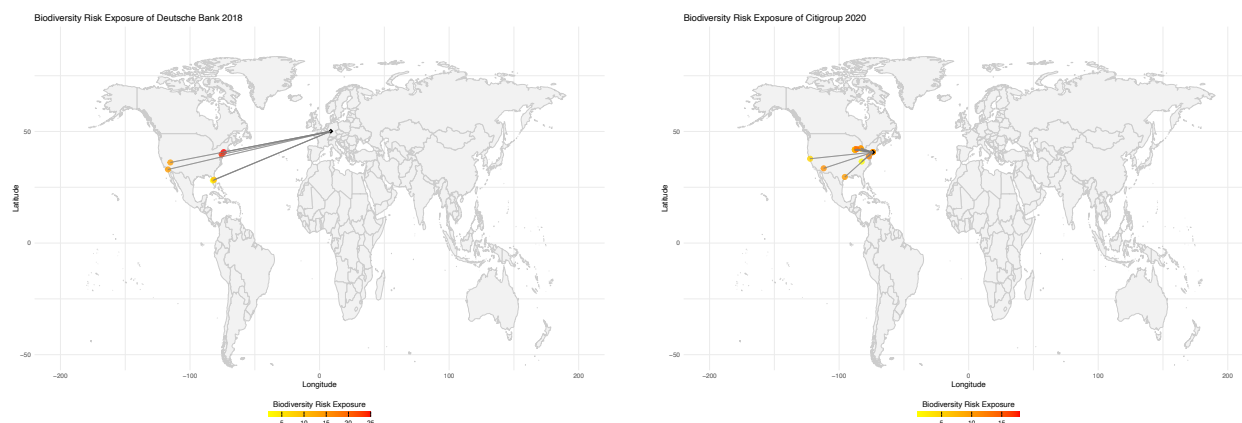 Biodiversity Risk Exposure of Deutsche Bank 2018
50
0
−50
Latitude
−200
−100
0
100
200
Longitude
Biodiversity Risk Exposure
5 10 15 20 25
Biodiversity Risk Exposure of Citigroup 2020
50
0
−50
Latitude
−200
−100
0
100
200
Longitude
Biodiversity Risk Exposure
5 10 15